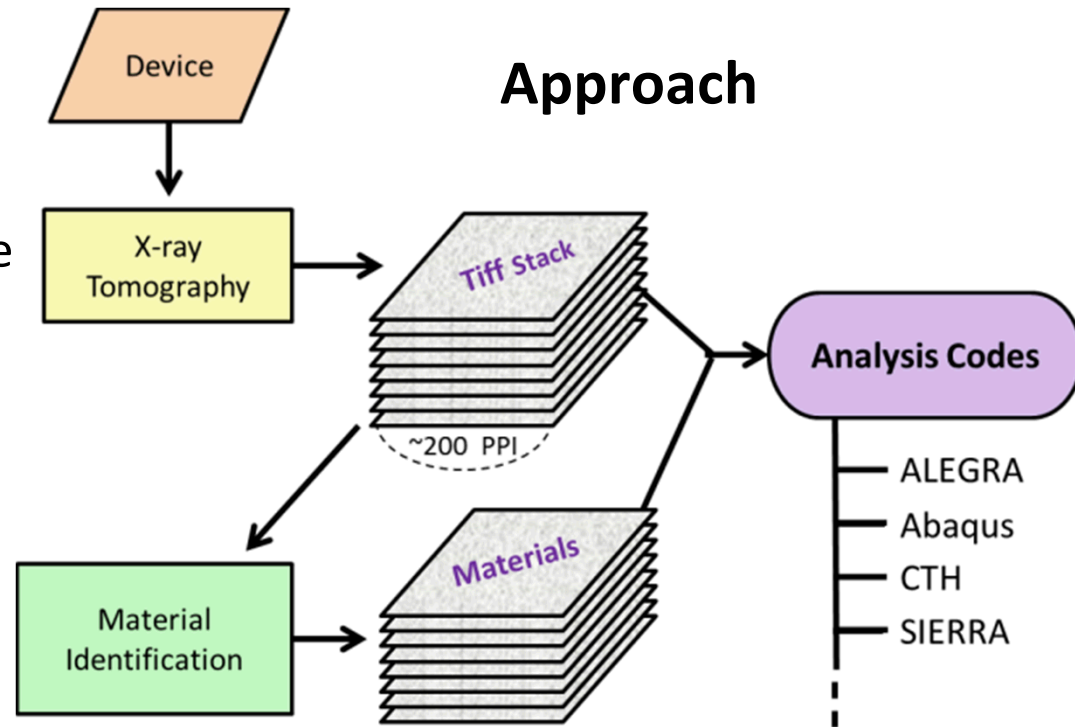 Approach
Device
e
X-ray
Tomography
Tiff Stack
~200 PPI
Material
Identification
Materials
Analysis Codes
ALEGRA
Abaqus
CTH
SIERRA